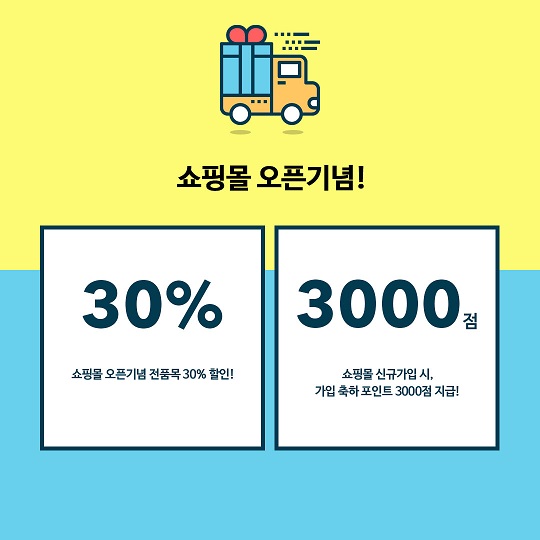 쇼핑몰 오픈기념!
30%
쇼핑몰 오픈기념 전품목 30% 할인!
3000점
쇼핑몰 신규가입 시,
가입 축하 포인트 3000점 지급!